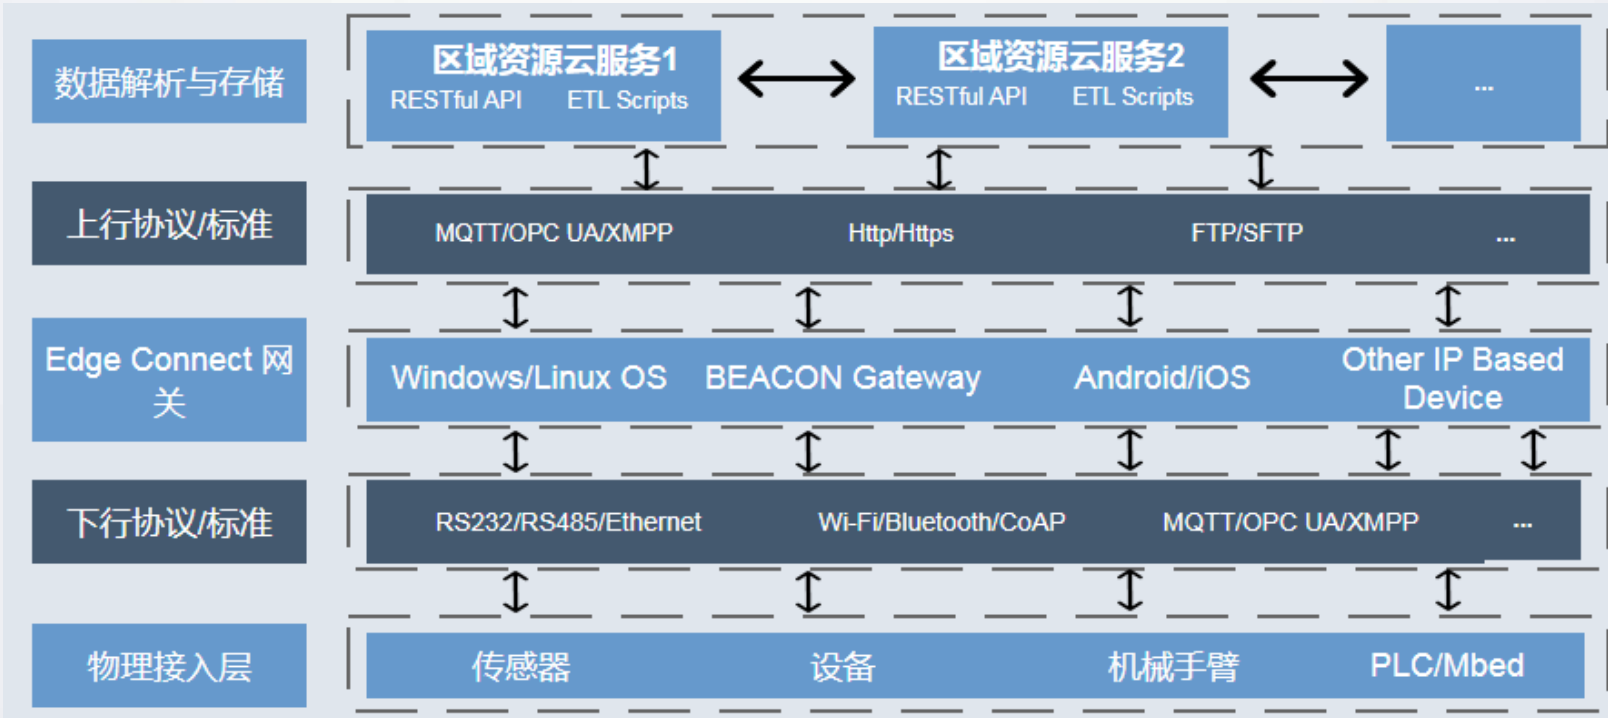 数据解析与存储
区域资源云服务1
RESTful API ETL Scripts
区域资源云服务2
RESTful API ETL Scripts
...
上行协议/标准
MQTT/OPC UA/XMPP Http/Https FTP/SFTP ...
Edge Connect 网
关
Windows/Linux OS BEACON Gateway Android/iOS Other IP Based
Device
下行协议/标准
RS232/RS485/Ethernet Wi-Fi/Bluetooth/CoAP MQTT/OPC UA/XMPP ...
物理接入层
传感器 设备 机械手臂 PLC/Mbed